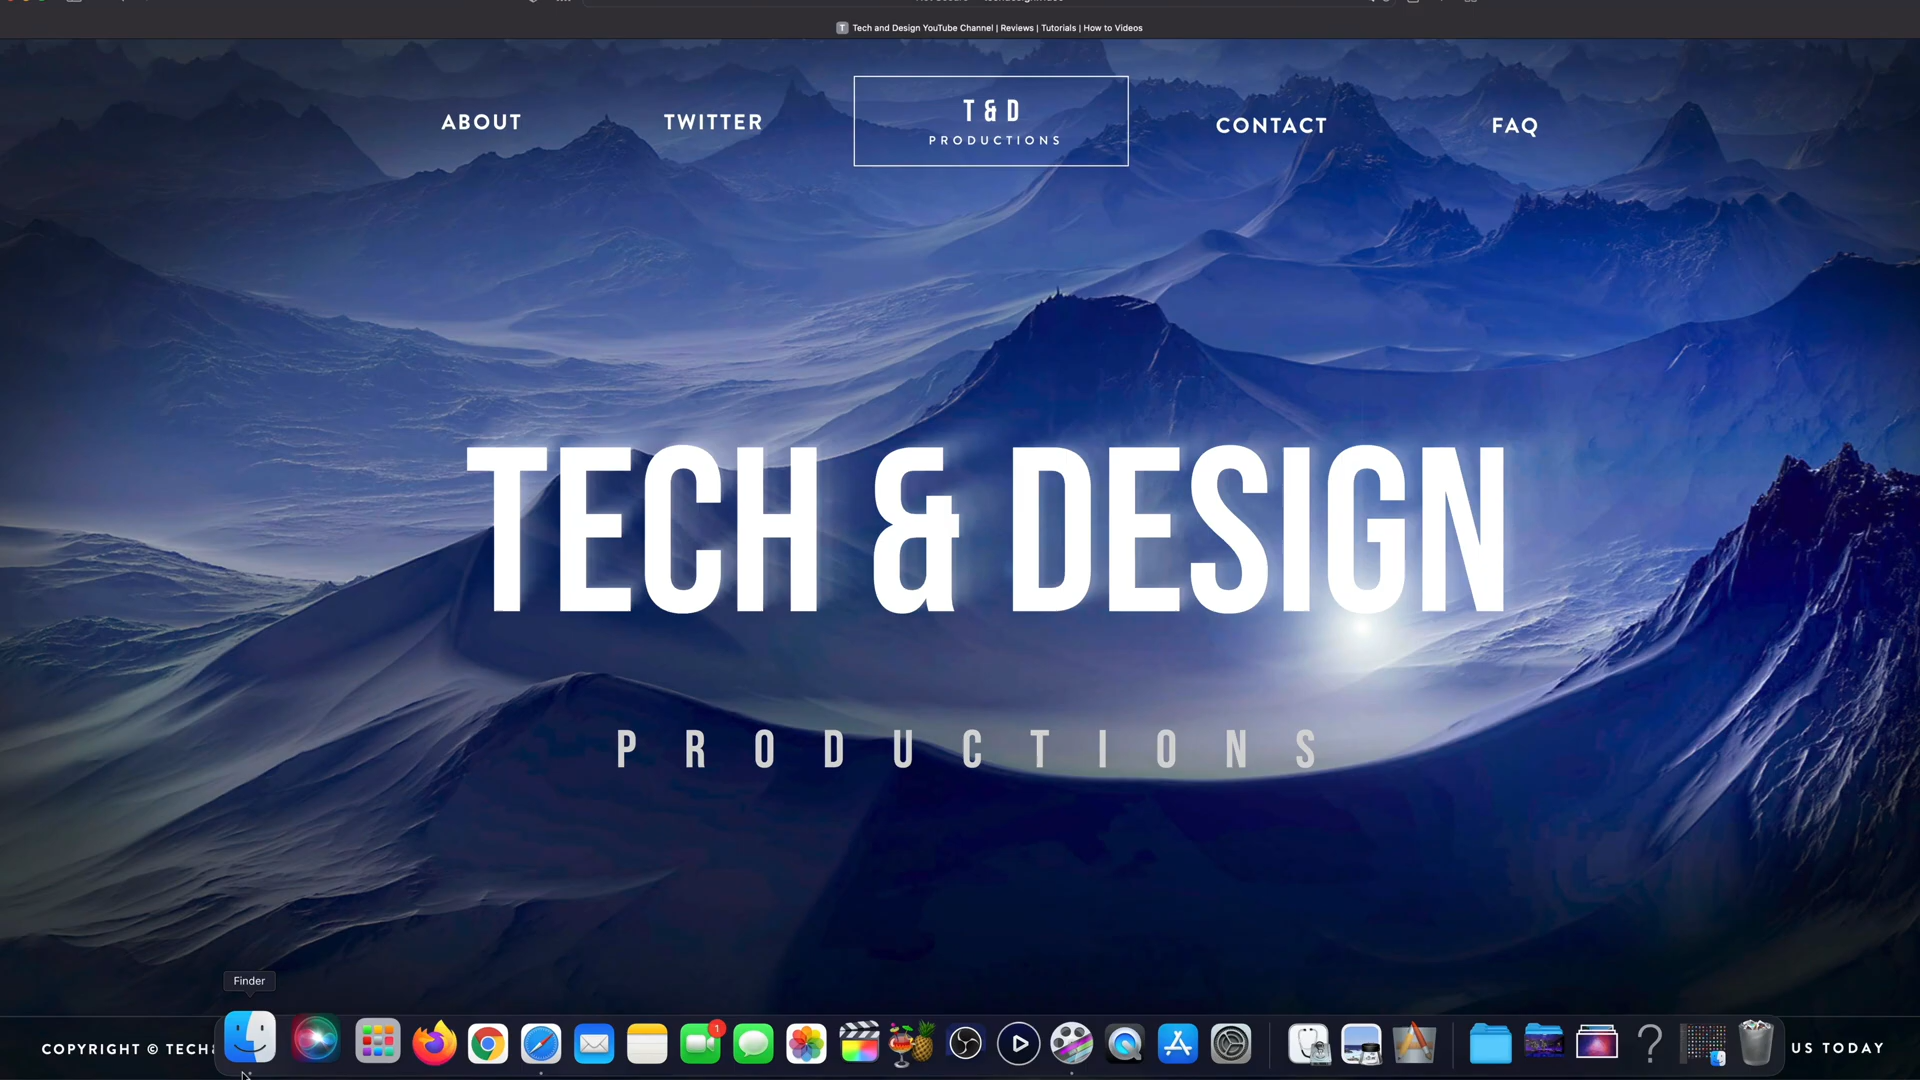 Tech and Design YouTube Channel | Reviews | Tutorials | How to Videos
ABOUT
TWITTER
T & D
PRODUCTIONS
CONTACT
FAQ
TECH & DESIGN
PRODUCTIONS
Finder
1
COPYRIGHT © TECH&
US TODAY